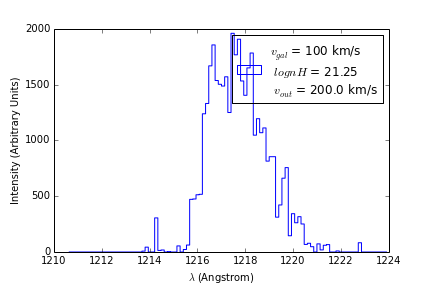 2000
1500
1000
500
0
Intensity (Arbitrary Units)
v_gal = 100 km/s
lognH = 21.25
v_out = 200.0 km/s
1210 1212 1214 1216 1218 1220 1222 1224
λ (Angstrom)